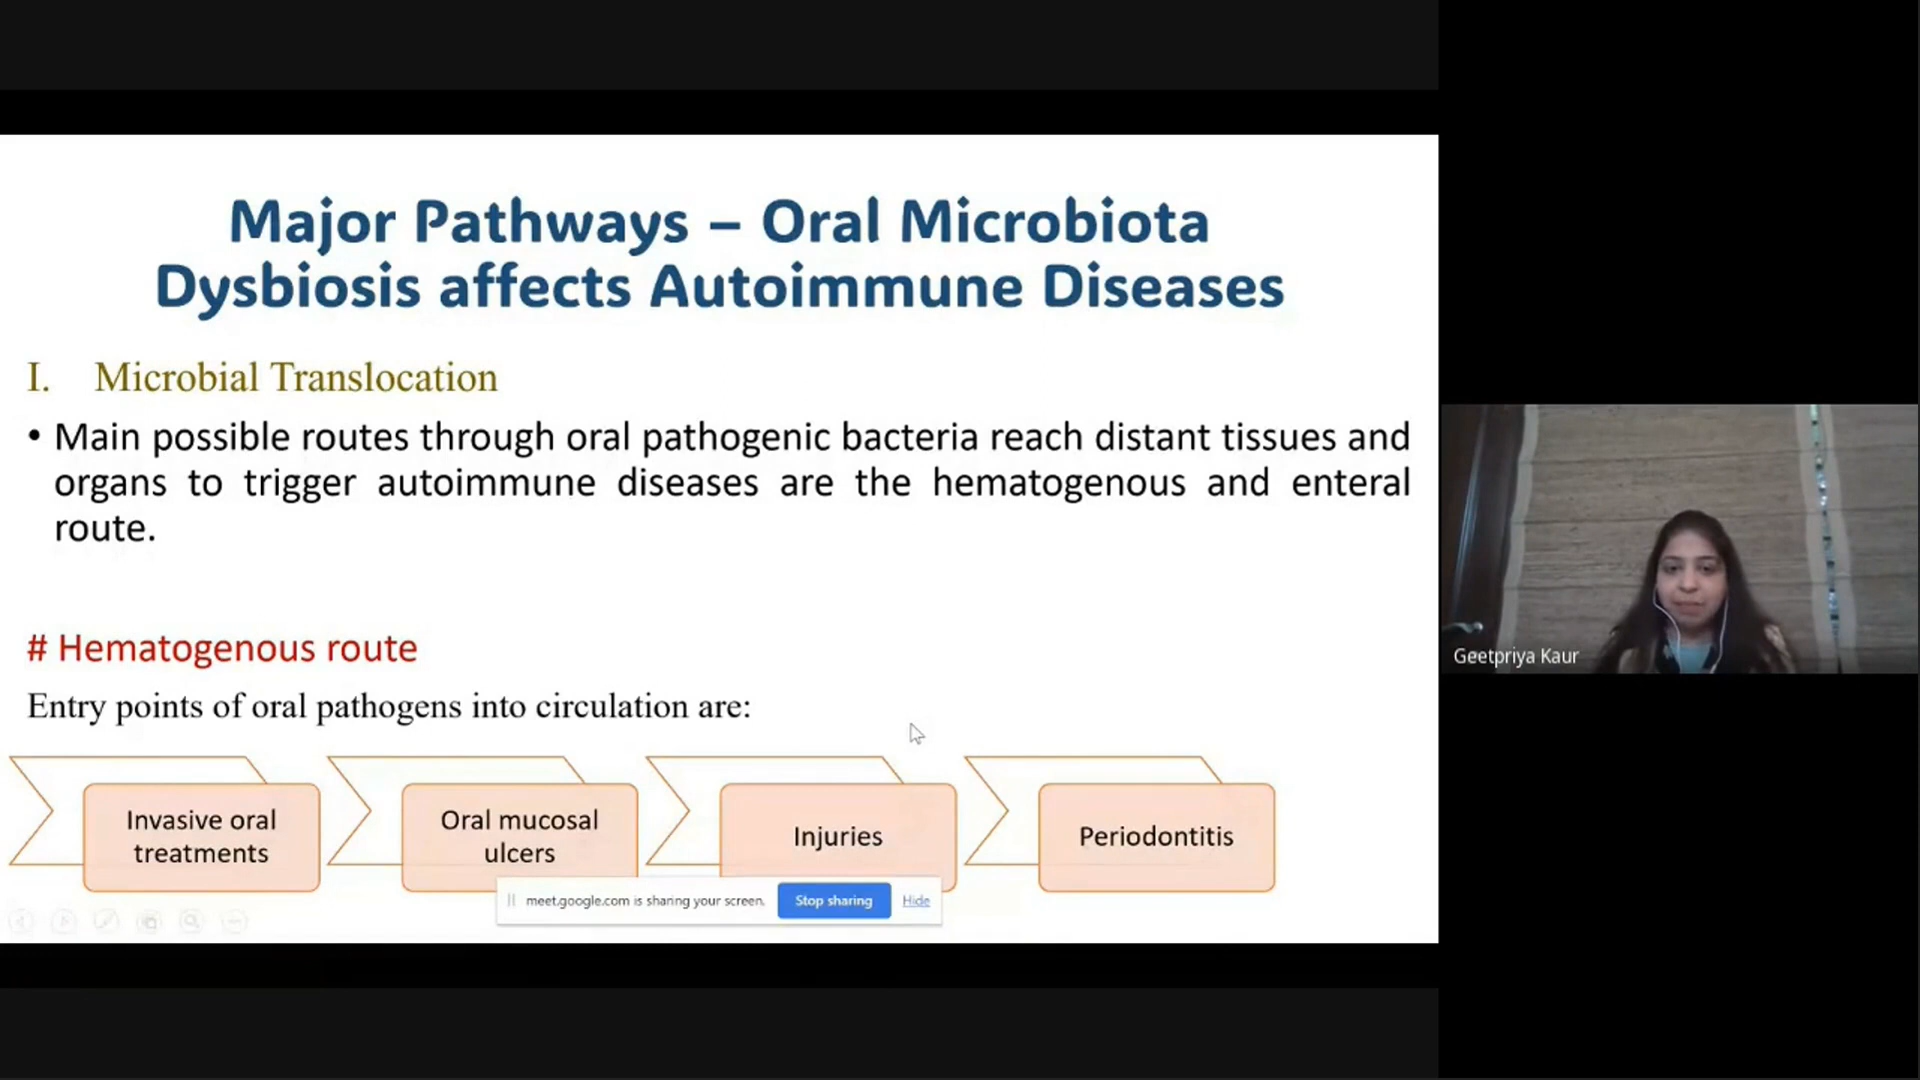 Major Pathways – Oral Microbiota
Dysbiosis affects Autoimmune Diseases
I. Microbial Translocation
• Main possible routes through oral pathogenic bacteria reach distant tissues and
organs to trigger autoimmune diseases are the hematogenous and enteral
route.
# Hematogenous route
Entry points of oral pathogens into circulation are:
Invasive oral
treatments
Oral mucosal
ulcers
Injuries
Periodontitis
meet.google.com is sharing your screen.
Stop sharing
Hide
Geetpriya Kaur